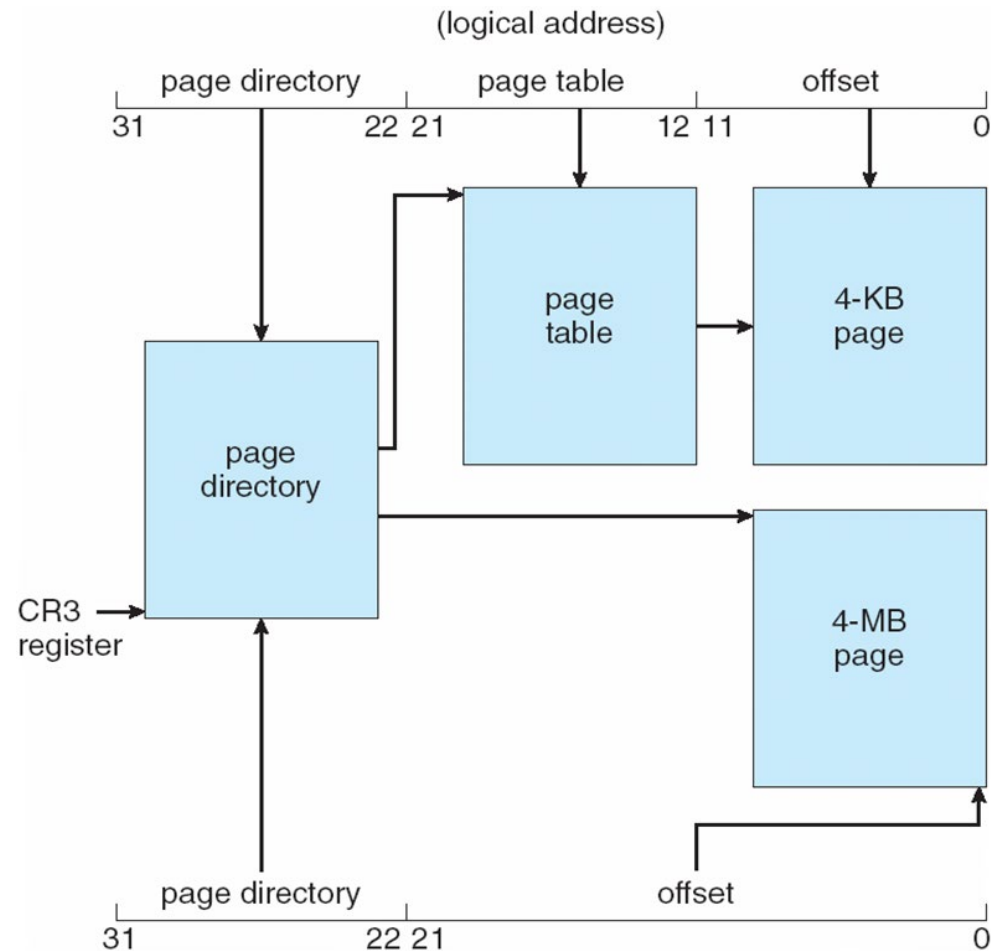 (logical address)
page directory page table offset
31 22 21 12 11 0
page
table
4-KB
page
page
directory
CR3
register
4-MB
page
page directory offset
31 22 21 0